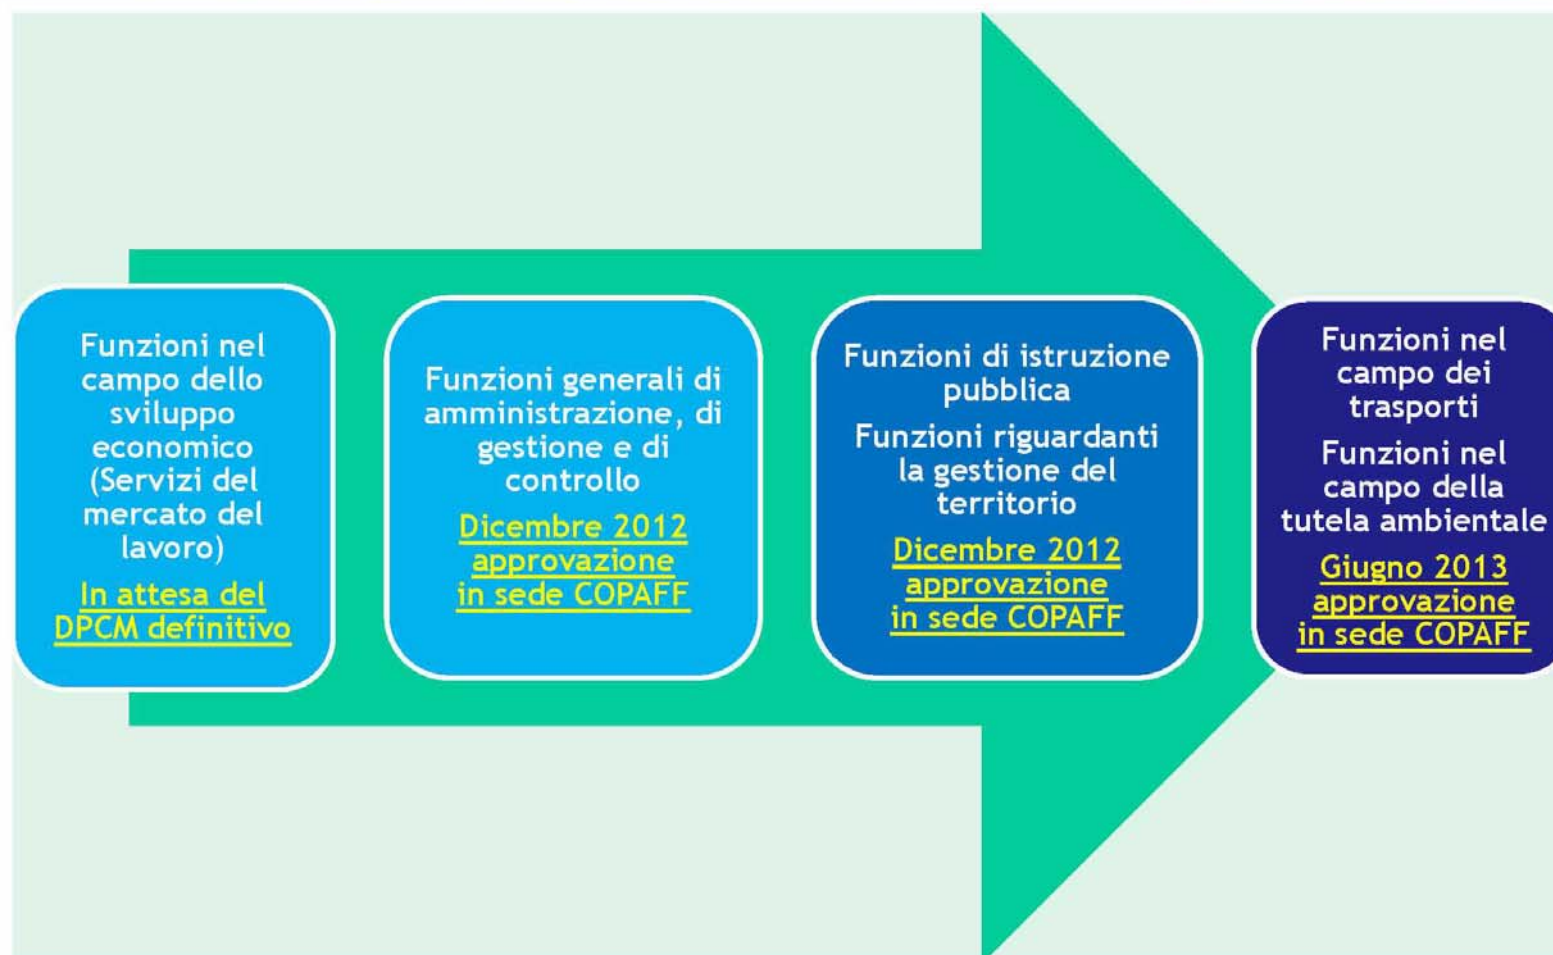 Funzioni nel
campo dello
sviluppo
economico
(Servizi del
mercato del
lavoro)
In attesa del
DPCM definitivo
Funzioni generali di
amministrazione, di
gestione e di
controllo
Dicembre 2012
approvazione
in sede COPAFF
Funzioni di istruzione
pubblica
Funzioni riguardanti
la gestione del
territorio
Dicembre 2012
approvazione
in sede COPAFF
Funzioni nel
campo dei
trasporti
Funzioni nel
campo della
tutela ambientale
Giugno 2013
approvazione
in sede COPAFF